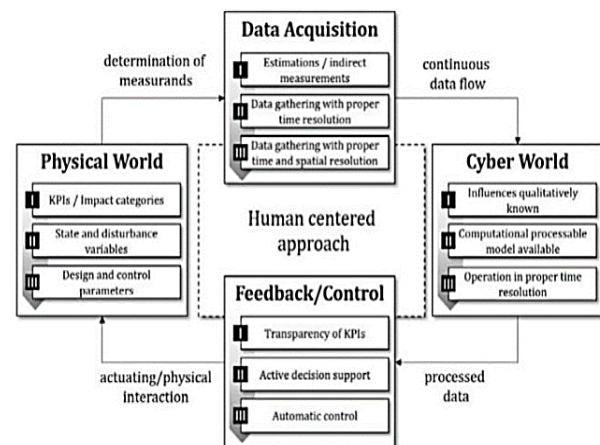 Data Acquisition
I
Estimations / indirect
measurements
II
Data gathering with proper
time resolution
III
Data gathering with proper
time and spatial resolution
determination of
measurands
continuous
data flow
Physical World
I
KPIs / Impact categories
II
State and disturbance
variables
III
Design and control
parameters
Human centered
approach
Cyber World
I
Influences qualitatively
known
II
Computational processable
model available
III
Operation in proper time
resolution
Feedback/Control
I
Transparency of KPIs
II
Active decision support
III
Automatic control
actuating/physical
interaction
processed
data